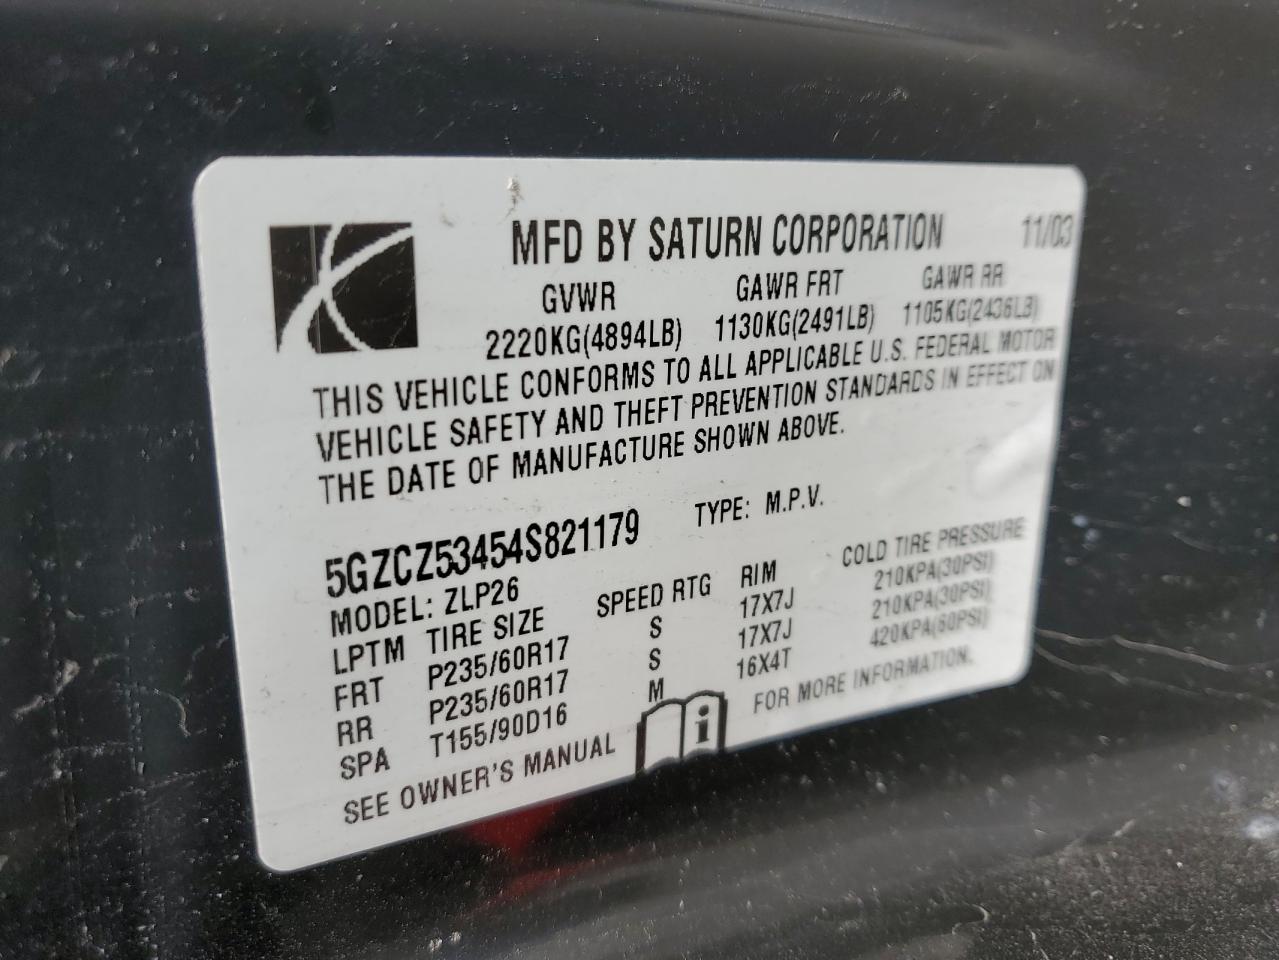 MFD BY SATURN CORPORATION 11/03
GVWR GAWR FRT GAWR RR
2220KG(4894LB) 1130KG(2491LB) 1105KG(2436LB)
THIS VEHICLE CONFORMS TO ALL APPLICABLE U.S. FEDERAL MOTOR
VEHICLE SAFETY AND THEFT PREVENTION STANDARDS IN EFFECT ON
THE DATE OF MANUFACTURE SHOWN ABOVE.
5GZCZ53454S821179 TYPE: M.P.V.
MODEL: ZLP26
LPTM TIRE SIZE SPEED RTG RIM COLD TIRE PRESSURE
FRT P235/60R17 S 17X7J 210KPA(30PSI)
RR P235/60R17 S 17X7J 210KPA(30PSI)
SPA T155/90D16 M 16X4T 420KPA(60PSI)
SEE OWNER'S MANUAL i FOR MORE INFORMATION.